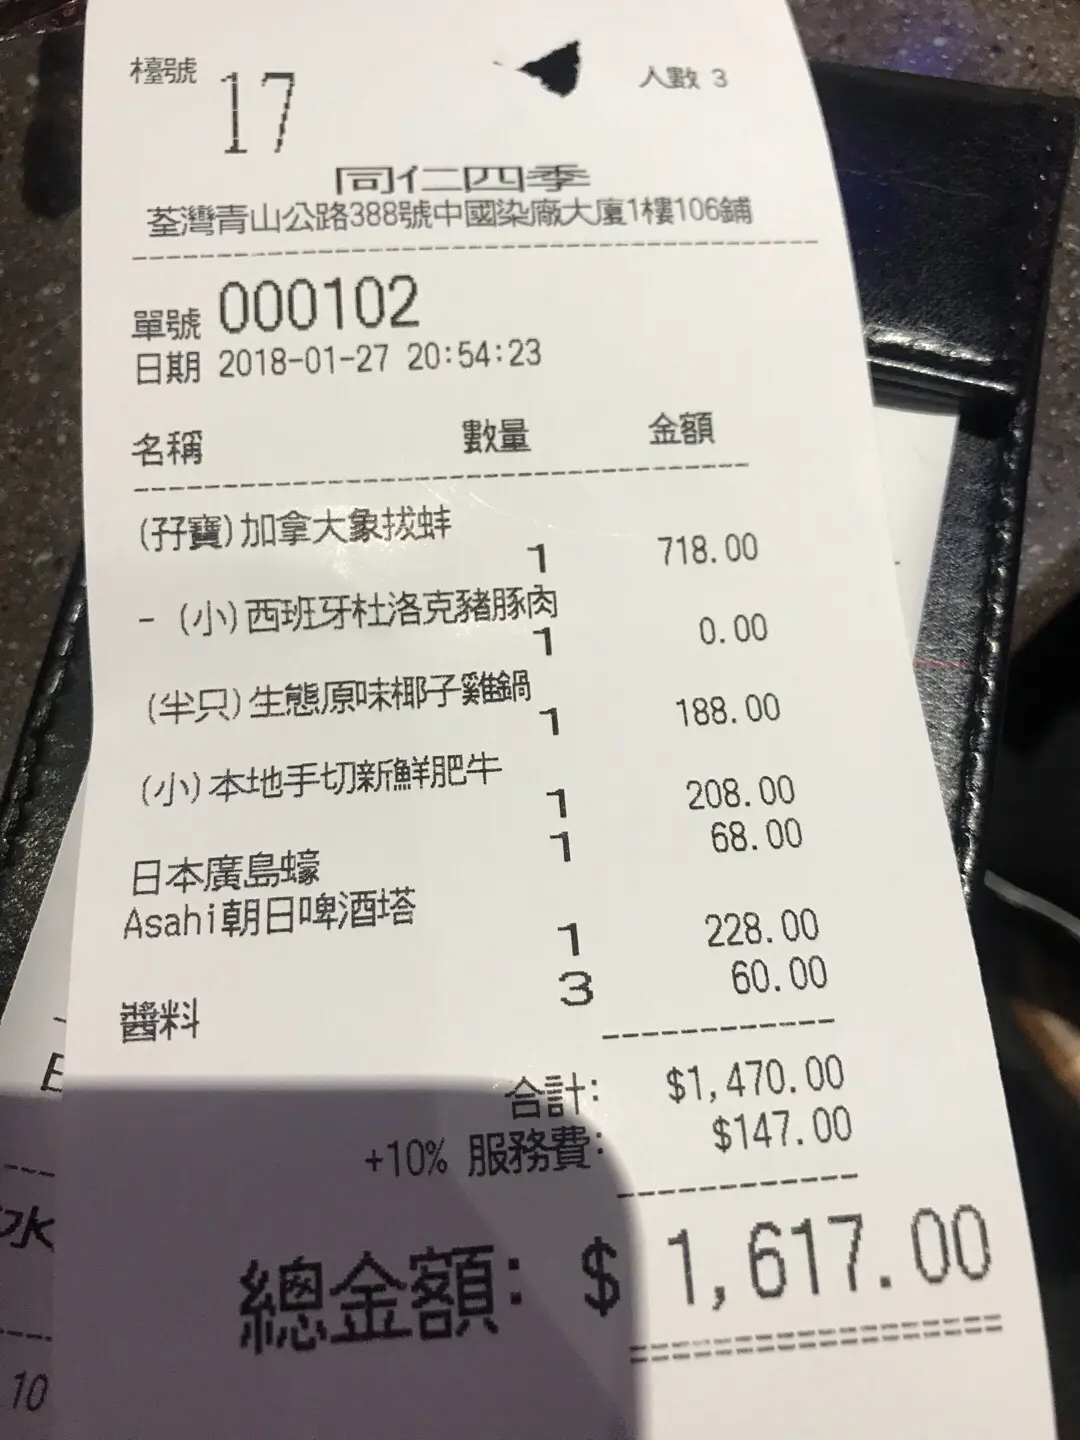 檯號 17 人數 3
同仁四季
荃灣青山公路388號中國染廠大廈1樓106鋪
單號 000102
日期 2018-01-27 20:54:23
名稱 數量 金額
(孖寶)加拿大象拔蚌
1 718.00
- (小)西班牙杜洛克豬豚肉
1 0.00
(半只)生態原味椰子雞鍋
1 188.00
(小)本地手切新鮮肥牛
1 208.00
日本廣島蠔 1 68.00
Asahi朝日啤酒塔
1 228.00
醬料 3 60.00
合計: $1,470.00
+10% 服務費: $147.00
總金額: $ 1,617.00
水
10